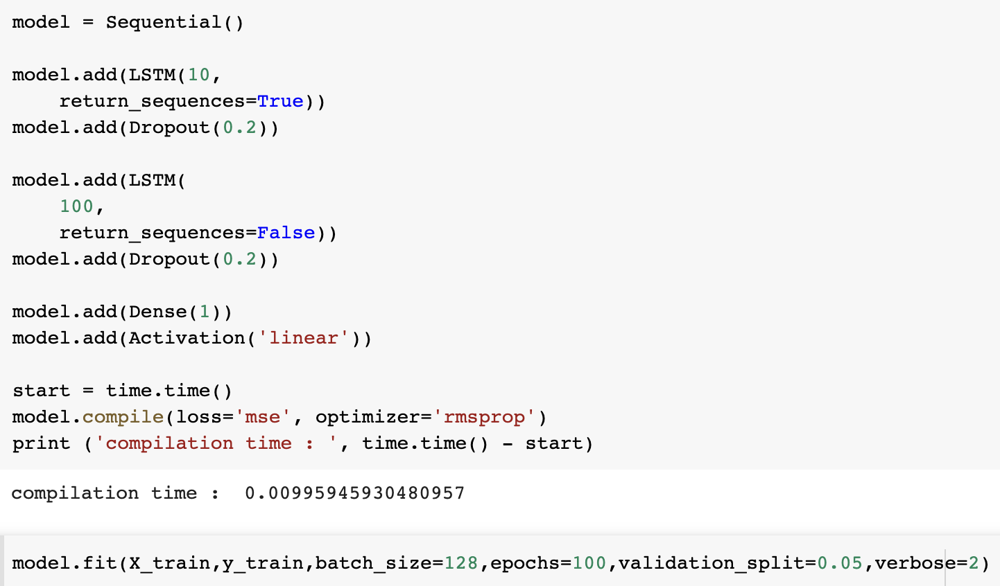 model = Sequential()
model.add(LSTM(10,
    return_sequences=True))
model.add(Dropout(0.2))
model.add(LSTM(
    100,
    return_sequences=False))
model.add(Dropout(0.2))
model.add(Dense(1))
model.add(Activation('linear'))
start = time.time()
model.compile(loss='mse', optimizer='rmsprop')
print ('compilation time : ', time.time() - start)
compilation time :  0.00995945930480957
model.fit(X_train,y_train,batch_size=128,epochs=100,validation_split=0.05,verbose=2)